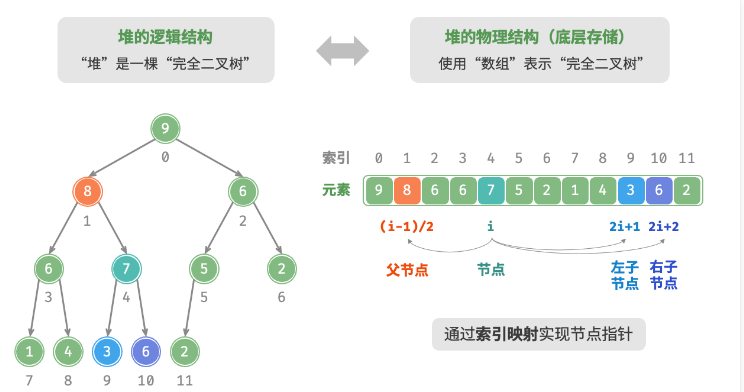 堆的逻辑结构
“堆”是一棵“完全二叉树”
堆的物理结构（底层存储）
使用“数组”表示“完全二叉树”
9
0
8
6
1
2
6
7
5
2
3
4
5
6
1
4
3
6
2
7
8
9
10
11
索引 0 1 2 3 4 5 6 7 8 9 10 11
元素 9 8 6 6 7 5 2 1 4 3 6 2
(i-1)/2 i 2i+1 2i+2
父节点 节点 左子节点 右子节点
通过索引映射实现节点指针